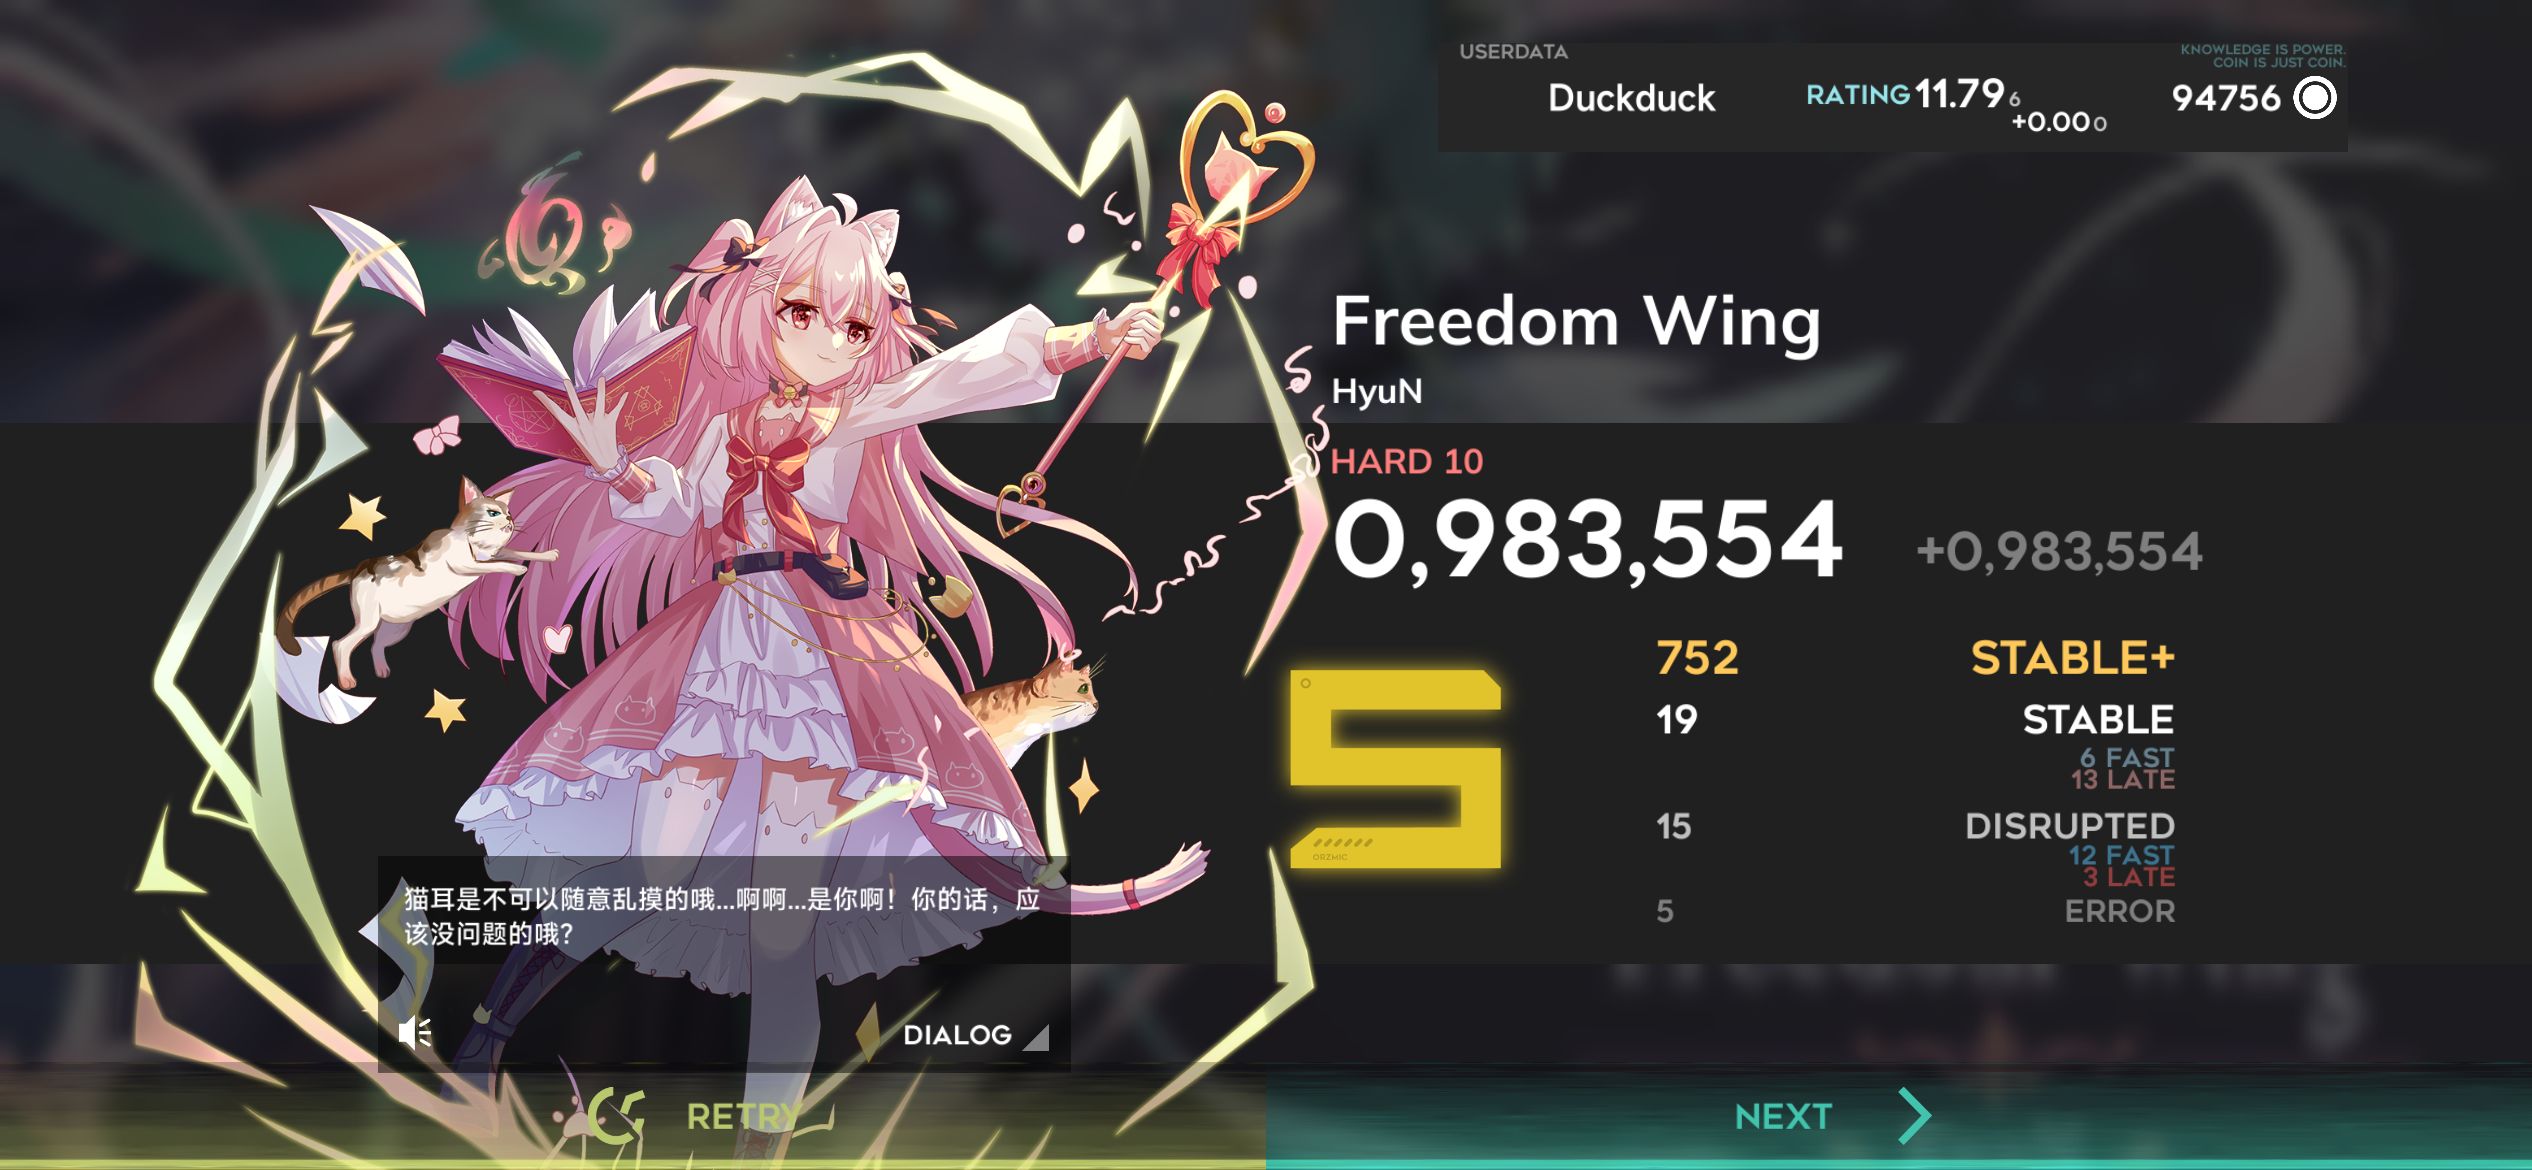 USERDATA
KNOWLEDGE IS POWER.
COIN IS JUST COIN.
Duckduck
RATING 11.796
+0.000
94756
Freedom Wing
HyuN
HARD 10
0,983,554 +0,983,554
S
ORZMIC
752 STABLE+
19 STABLE
6 FAST
13 LATE
15 DISRUPTED
12 FAST
3 LATE
5 ERROR
猫耳是不可以随意乱摸的哦...啊啊...是你啊！你的话，应
该没问题的哦？
DIALOG
RETRY
NEXT